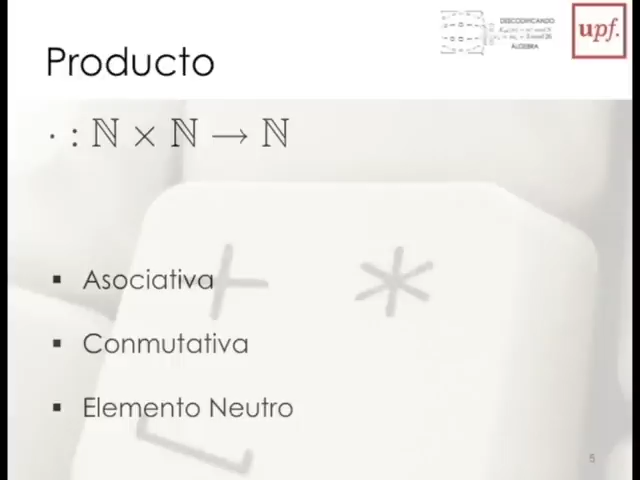 DESCODIFICANDO
ÁLGEBRA
upf.
Producto
· : ℕ × ℕ → ℕ
+ *
▪ Asociativa
▪ Conmutativa
▪ Elemento Neutro
5